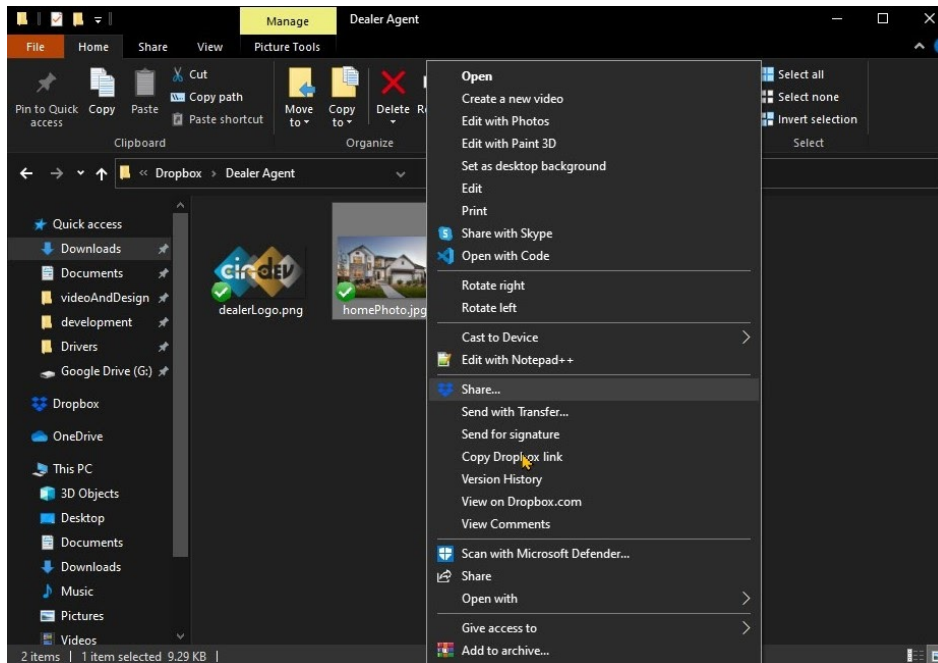 Manage
Dealer Agent
File
Home
Share
View
Picture Tools
Pin to Quick
access
Copy
Paste
Cut
Copy path
Paste shortcut
Clipboard
Move
to
Copy
to
Delete
Organize
Select all
Select none
Invert selection
Select
« Dropbox › Dealer Agent
Quick access
Downloads
Documents
videoAndDesign
development
Drivers
Google Drive (G:)
Dropbox
OneDrive
This PC
3D Objects
Desktop
Documents
Downloads
Music
Pictures
Videos
cirdev
dealerLogo.png
homePhoto.jpg
Open
Create a new video
Edit with Photos
Edit with Paint 3D
Set as desktop background
Edit
Print
Share with Skype
Open with Code
Rotate right
Rotate left
Cast to Device
Edit with Notepad++
Share...
Send with Transfer...
Send for signature
Copy Dropbox link
Version History
View on Dropbox.com
View Comments
Scan with Microsoft Defender...
Share
Open with
Give access to
Add to archive...
2 items | 1 item selected 9.29 KB |